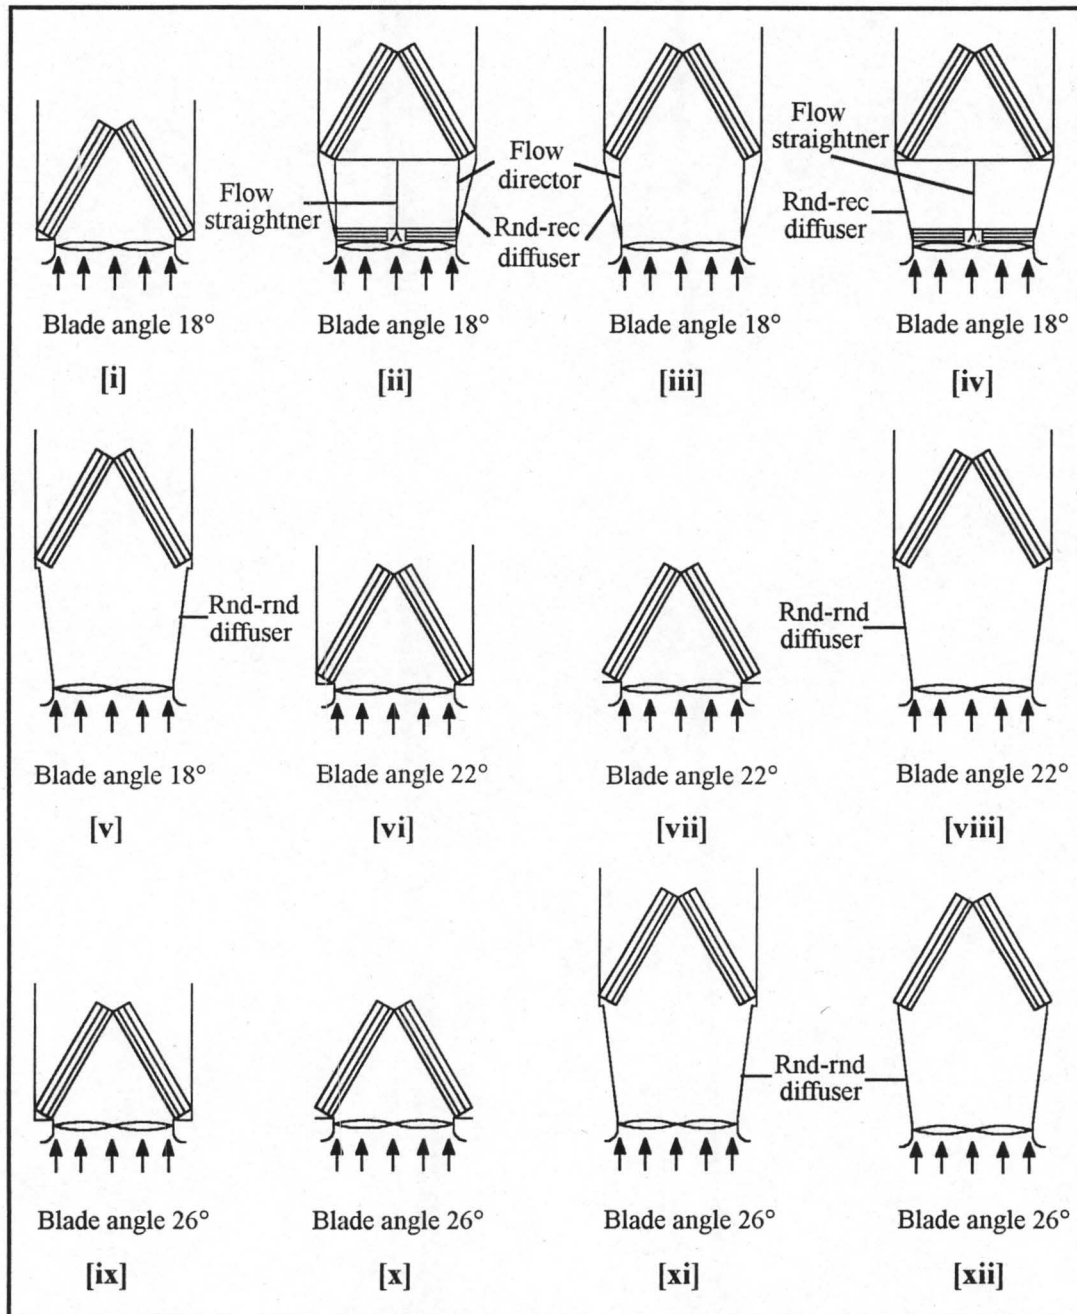 Flow
straightner
Flow
director
Rnd-rec
diffuser
Flow
straightner
Rnd-rec
diffuser
Blade angle 18°
Blade angle 18°
Blade angle 18°
Blade angle 18°
[i]
[ii]
[iii]
[iv]
Rnd-rnd
diffuser
Rnd-rnd
diffuser
Blade angle 18°
Blade angle 22°
Blade angle 22°
Blade angle 22°
[v]
[vi]
[vii]
[viii]
Rnd-rnd
diffuser
Blade angle 26°
Blade angle 26°
Blade angle 26°
Blade angle 26°
[ix]
[x]
[xi]
[xii]